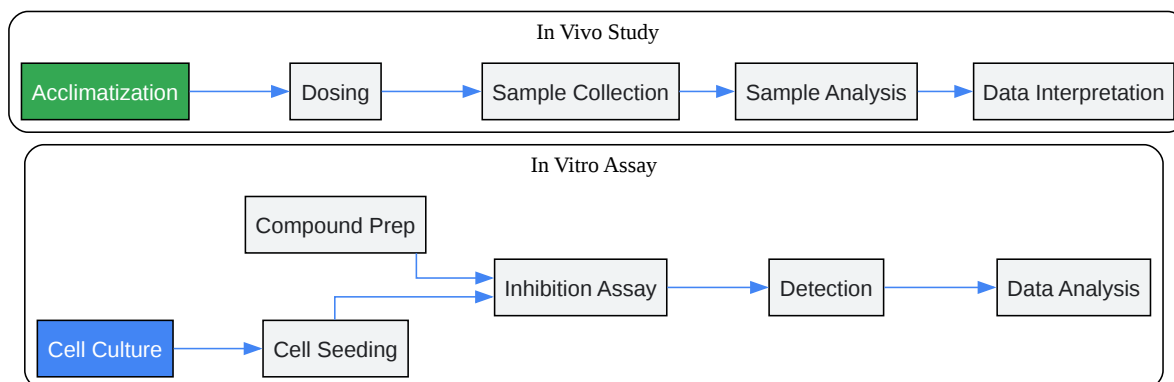 In Vivo Study
Acclimatization
Dosing
Sample Collection
Sample Analysis
Data Interpretation
In Vitro Assay
Compound Prep
Inhibition Assay
Detection
Data Analysis
Cell Culture
Cell Seeding